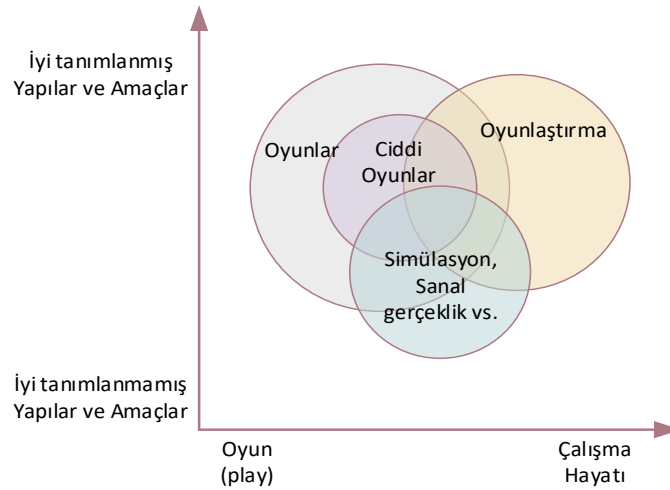 İyi tanımlanmış
Yapılar ve Amaçlar
Oyunlar
Ciddi
Oyunlar
Oyunlaştırma
Simülasyon,
Sanal
gerçeklik vs.
İyi tanımlanmamış
Yapılar ve Amaçlar
Oyun
(play)
Çalışma
Hayatı